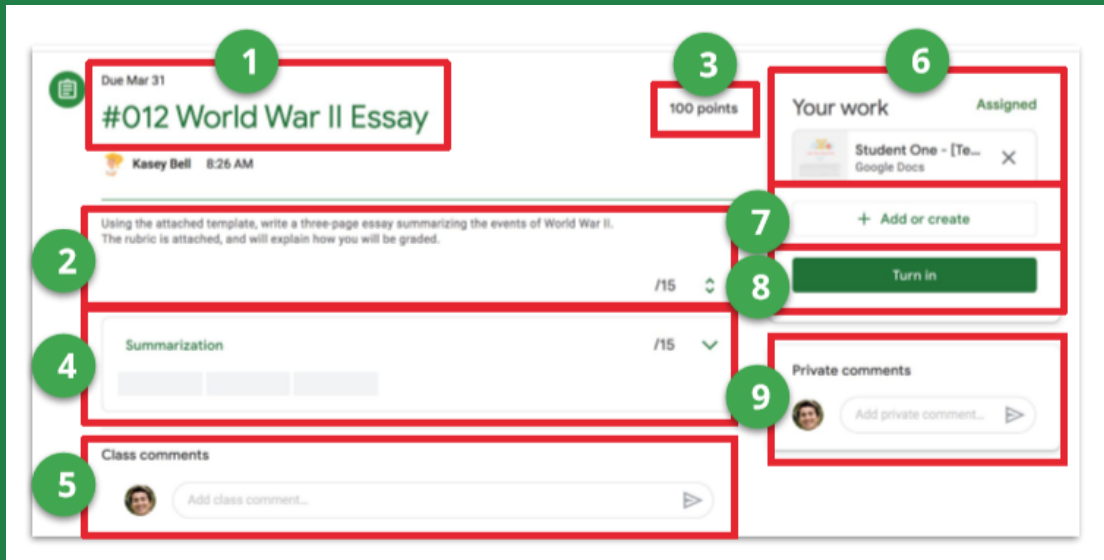 1
Due Mar 31
#012 World War II Essay
3
100 points
Kasey Bell 8:26 AM
2
Using the attached template, write a three-page essay summarizing the events of World War II.
The rubric is attached, and will explain how you will be graded.
/15
4
Summarization /15
5
Class comments
Add class comment...
6
Your work Assigned
Student One - [Te...
Google Docs
7
+ Add or create
8
Turn in
9
Private comments
Add private comment...